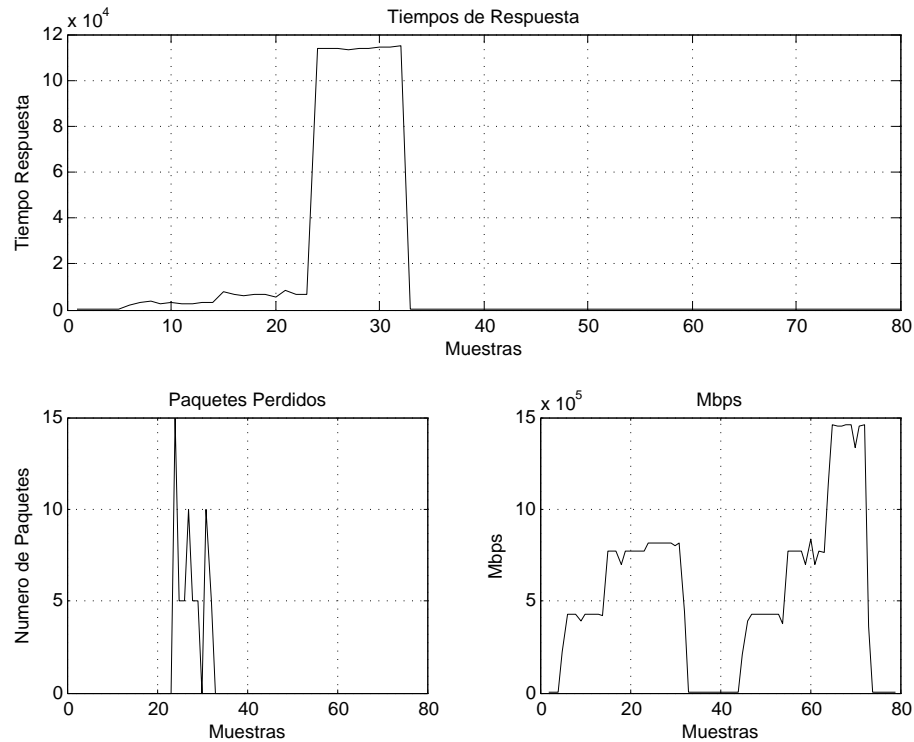 Tiempos de Respuesta
x 10^4
12
10
8
6
4
2
0
Tiempo Respuesta
0 10 20 30 40 50 60 70 80
Muestras
Paquetes Perdidos
15
10
5
0
Numero de Paquetes
0 20 40 60 80
Muestras
Mbps
x 10^5
15
10
5
0
Mbps
0 20 40 60 80
Muestras